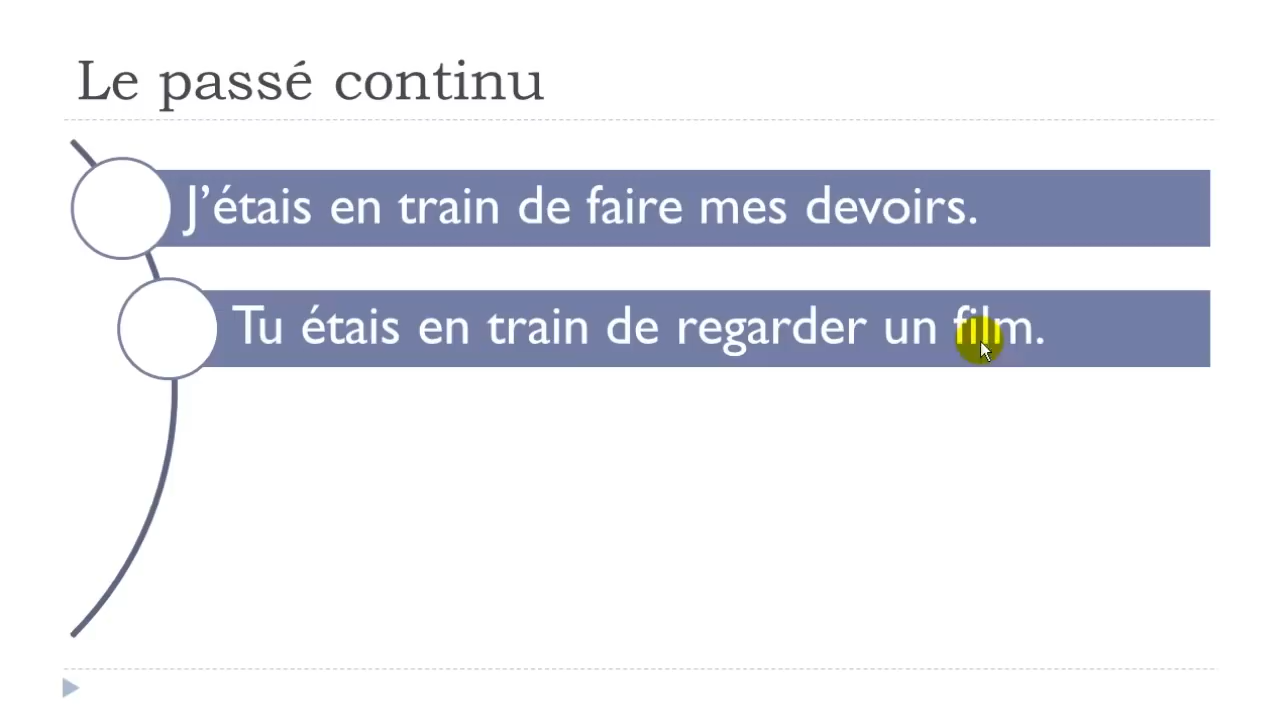 Le passé continu
J’étais en train de faire mes devoirs.
Tu étais en train de regarder un film.